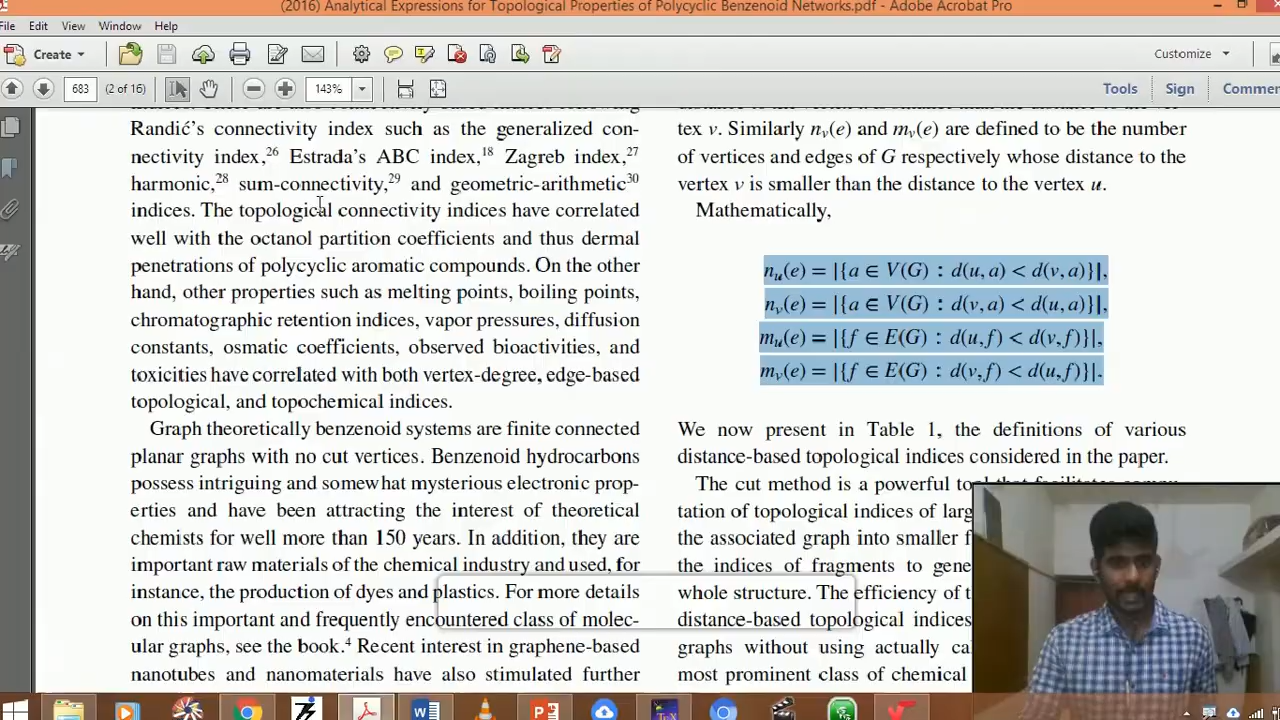 (2016) Analytical Expressions for Topological Properties of Polycyclic Benzenoid Networks.pdf - Adobe Acrobat Pro
File Edit View Window Help
Create Customize
683 (2 of 16) 143% Tools Sign Commen
Randić’s connectivity index such as the generalized con-
nectivity index,26 Estrada’s ABC index,18 Zagreb index,27
harmonic,28 sum-connectivity,29 and geometric-arithmetic30
indices. The topological connectivity indices have correlated
well with the octanol partition coefficients and thus dermal
penetrations of polycyclic aromatic compounds. On the other
hand, other properties such as melting points, boiling points,
chromatographic retention indices, vapor pressures, diffusion
constants, osmatic coefficients, observed bioactivities, and
toxicities have correlated with both vertex-degree, edge-based
topological, and topochemical indices.
Graph theoretically benzenoid systems are finite connected
planar graphs with no cut vertices. Benzenoid hydrocarbons
possess intriguing and somewhat mysterious electronic prop-
erties and have been attracting the interest of theoretical
chemists for well more than 150 years. In addition, they are
important raw materials of the chemical industry and used, for
instance, the production of dyes and plastics. For more details
on this important and frequently encountered class of molec-
ular graphs, see the book.4 Recent interest in graphene-based
nanotubes and nanomaterials have also stimulated further
tex v. Similarly nv(e) and mv(e) are defined to be the number
of vertices and edges of G respectively whose distance to the
vertex v is smaller than the distance to the vertex u.
Mathematically,
nu(e) = |{a ∈ V(G) : d(u, a) < d(v, a)}|,
nv(e) = |{a ∈ V(G) : d(v, a) < d(u, a)}|,
mu(e) = |{f ∈ E(G) : d(u, f) < d(v, f)}|,
mv(e) = |{f ∈ E(G) : d(v, f) < d(u, f)}|.
We now present in Table 1, the definitions of various
distance-based topological indices considered in the paper.
The cut method is a powerful tool that facilitates
tation of topological indices of larg
the associated graph into smaller f
the indices of fragments to gene
whole structure. The efficiency of t
distance-based topological indices
graphs without using actually cal
most prominent class of chemical